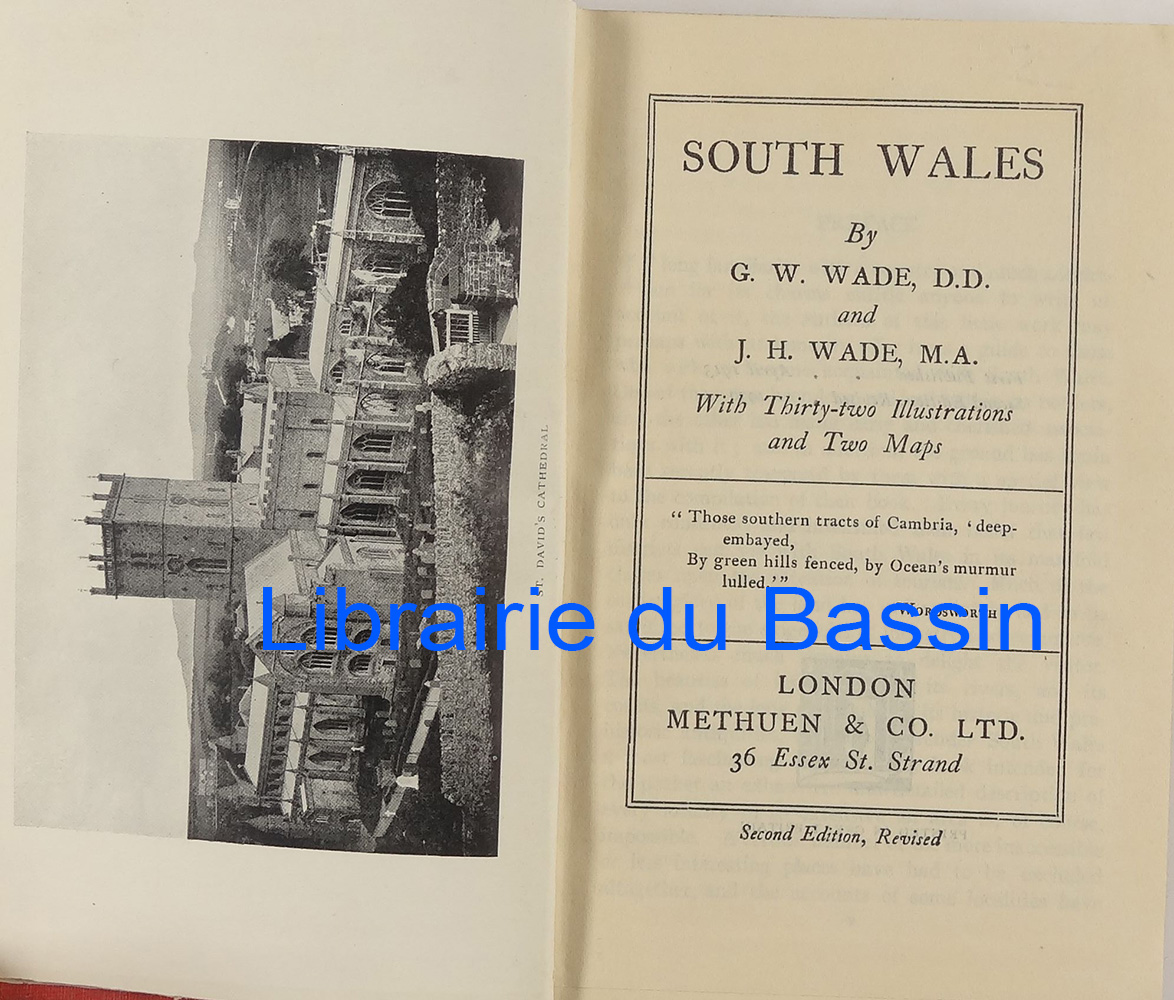 ST. DAVID'S CATHEDRAL
SOUTH WALES
By
G. W. WADE, D.D.
and
J. H. WADE, M.A.
With Thirty-two Illustrations
and Two Maps
“ Those southern tracts of Cambria, ‘ deep-
embayed,
By green hills fenced, by Ocean's murmur
lulled.’”
WORDSWORTH
LONDON
METHUEN & CO. LTD.
36 Essex St. Strand
Second Edition, Revised
Librairie du Bassin